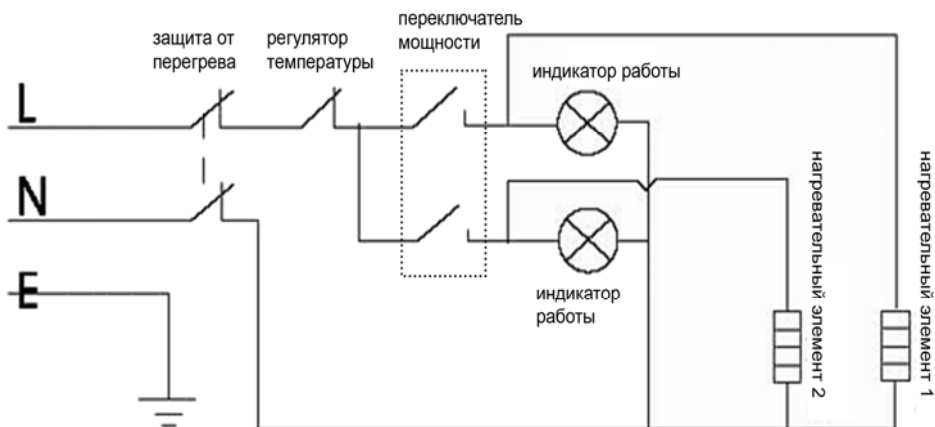 переключатель
мощности
защита от
перегрева
регулятор
температуры
индикатор работы
L
N
E
индикатор
работы
нагревательный элемент 2
нагревательный элемент 1